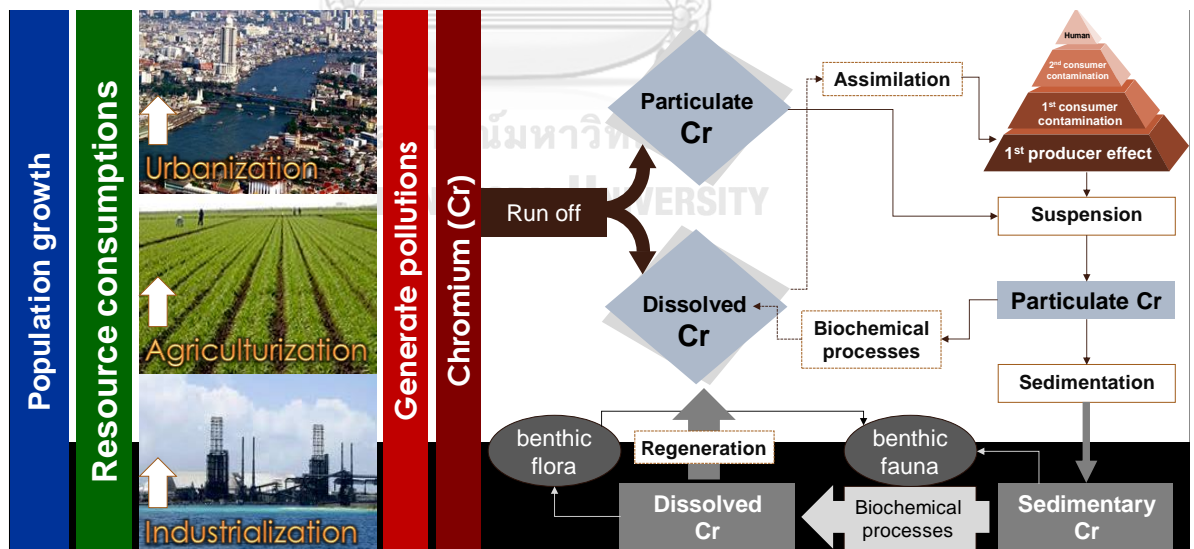 Population growth
Resource consumptions
Urbanization
Agriculturization
Industrialization
Generate pollutions
Chromium (Cr)
Run off
Particulate
Cr
Dissolved
Cr
Assimilation
Human
2nd consumer
contamination
1st consumer
contamination
1st producer effect
Suspension
Particulate Cr
Biochemical
processes
Sedimentation
benthic
flora
Regeneration
benthic
fauna
Dissolved
Cr
Biochemical
processes
Sedimentary
Cr
UNIVERSITY